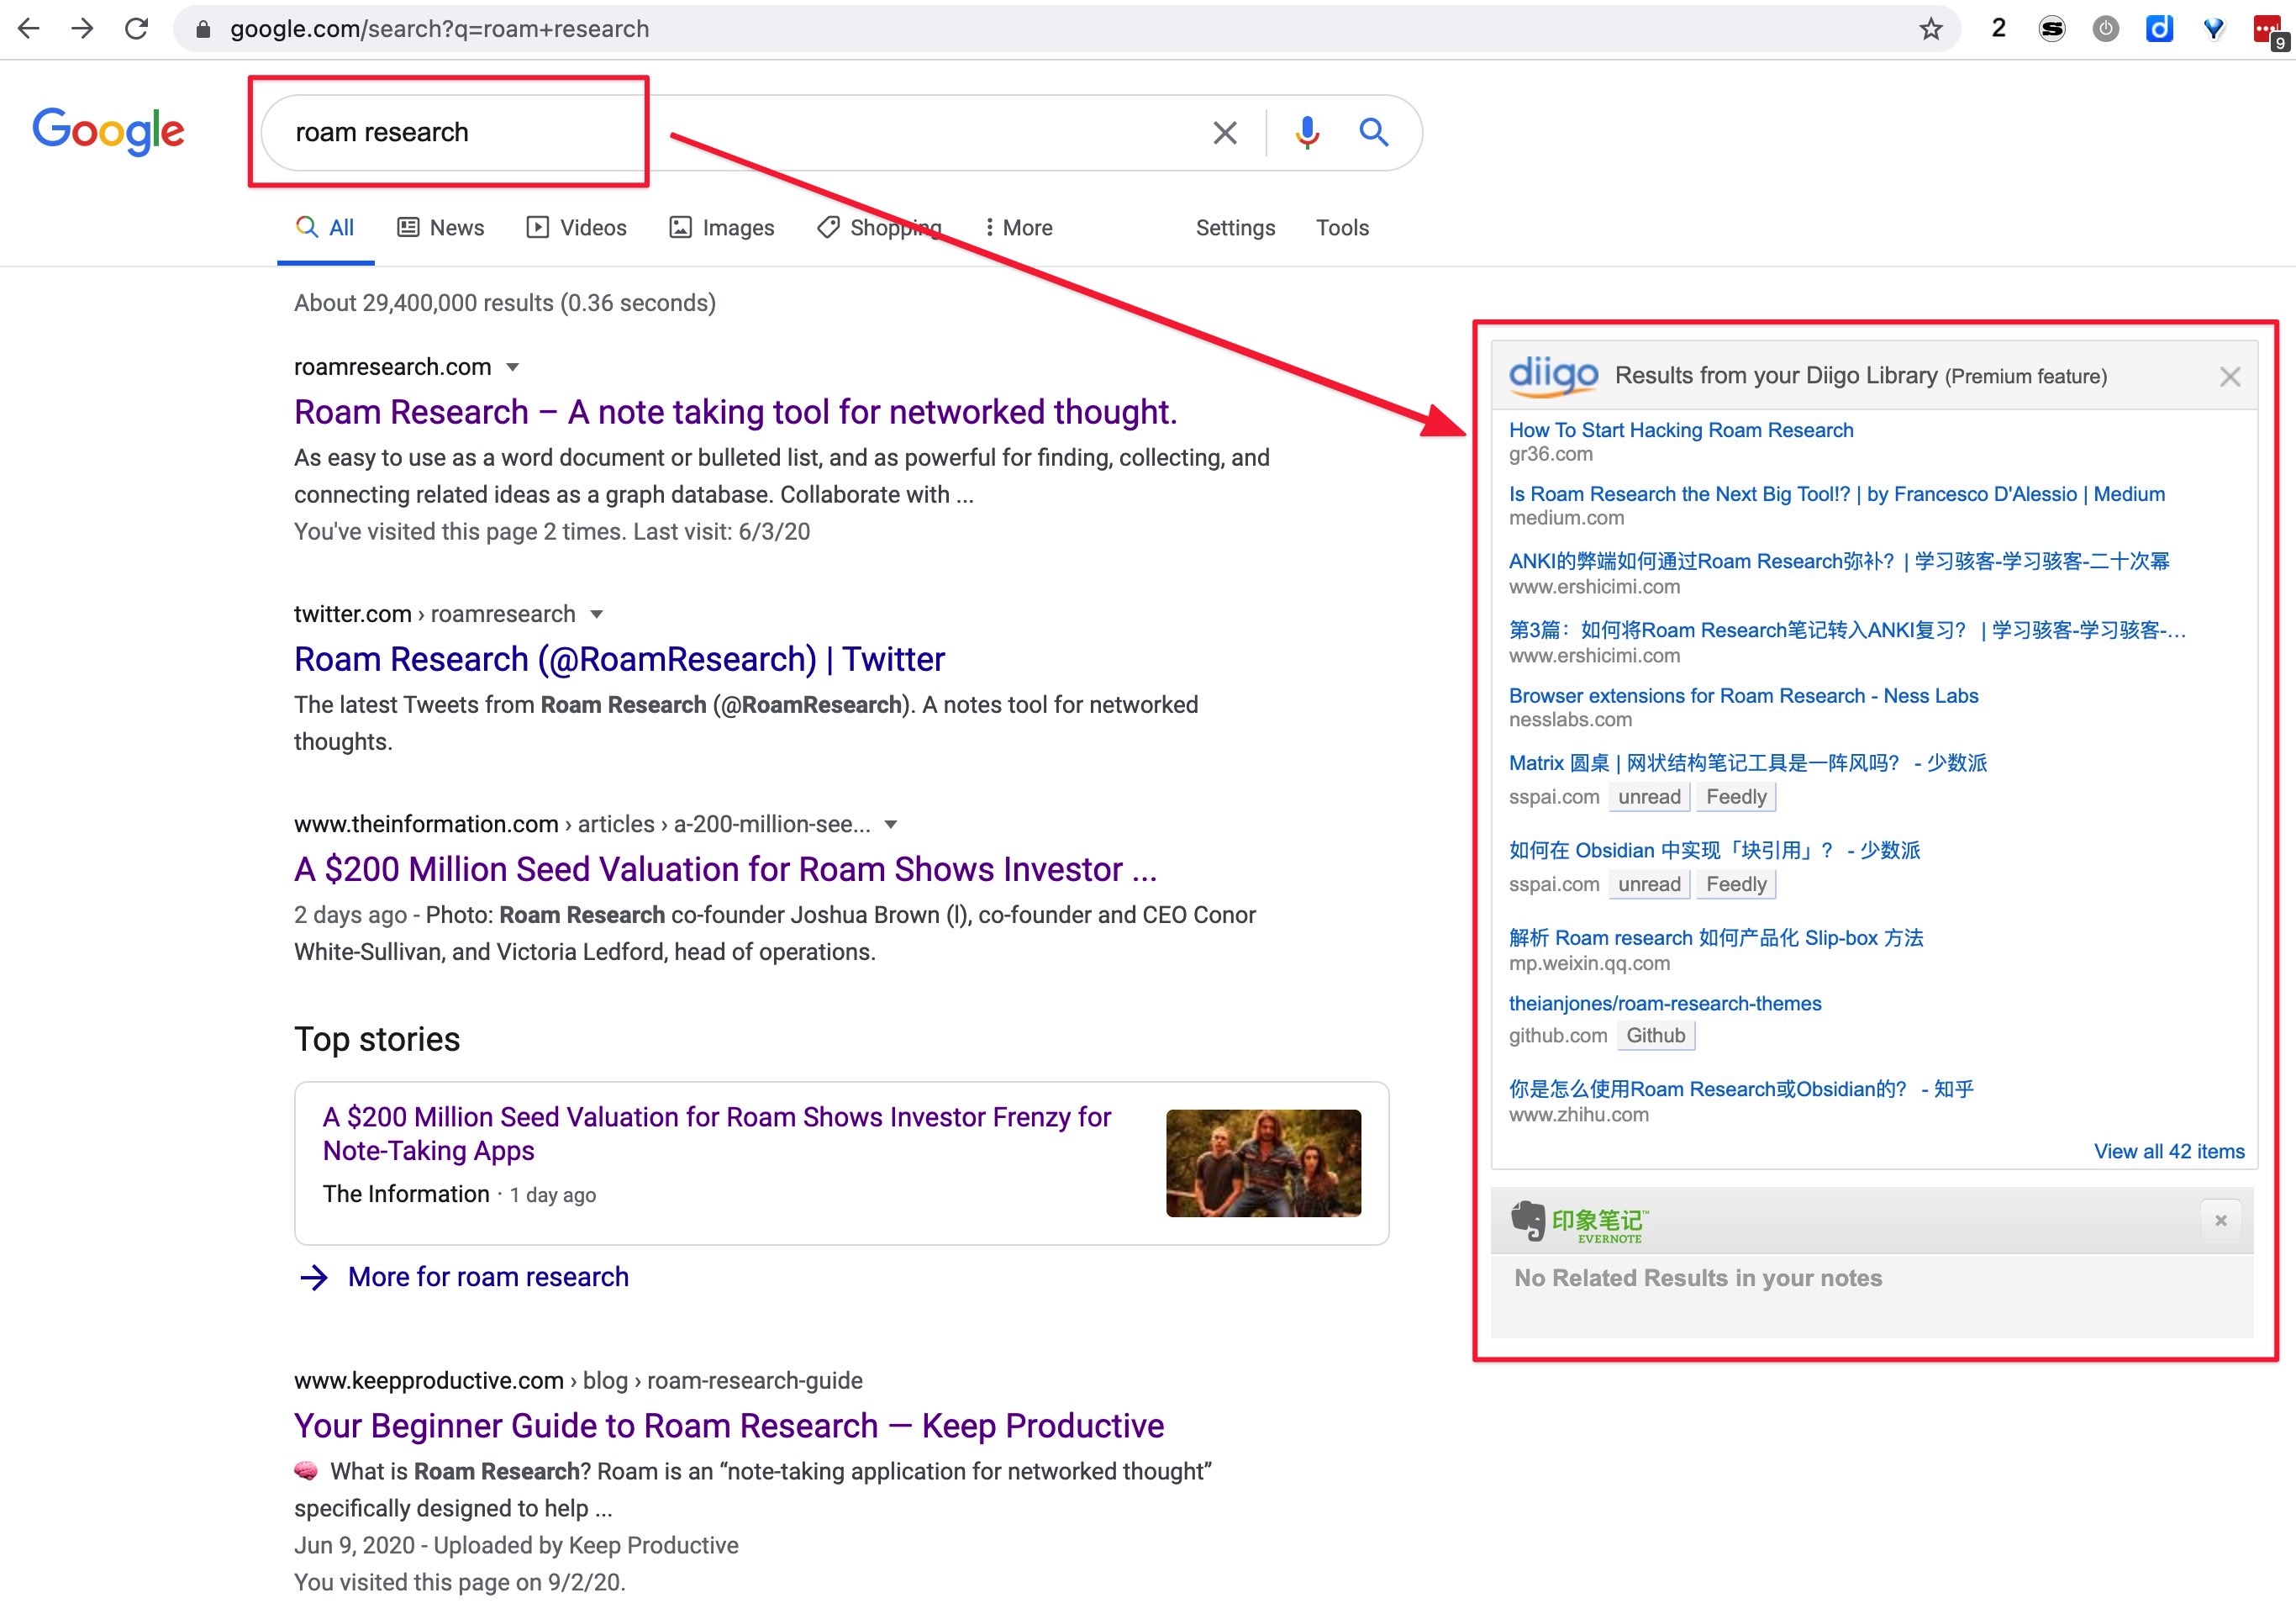 google.com/search?q=roam+research
2
9
Google
roam research
All
News
Videos
Images
Shopping
More
Settings
Tools
About 29,400,000 results (0.36 seconds)
roamresearch.com
Roam Research – A note taking tool for networked thought.
As easy to use as a word document or bulleted list, and as powerful for finding, collecting, and
connecting related ideas as a graph database. Collaborate with ...
You've visited this page 2 times. Last visit: 6/3/20
twitter.com › roamresearch
Roam Research (@RoamResearch) | Twitter
The latest Tweets from Roam Research (@RoamResearch). A notes tool for networked
thoughts.
www.theinformation.com › articles › a-200-million-see...
A $200 Million Seed Valuation for Roam Shows Investor ...
2 days ago - Photo: Roam Research co-founder Joshua Brown (l), co-founder and CEO Conor
White-Sullivan, and Victoria Ledford, head of operations.
Top stories
A $200 Million Seed Valuation for Roam Shows Investor Frenzy for
Note-Taking Apps
The Information · 1 day ago
More for roam research
www.keepproductive.com › blog › roam-research-guide
Your Beginner Guide to Roam Research — Keep Productive
What is Roam Research? Roam is an “note-taking application for networked thought”
specifically designed to help ...
Jun 9, 2020 - Uploaded by Keep Productive
You visited this page on 9/2/20.
diigo Results from your Diigo Library (Premium feature)
How To Start Hacking Roam Research
gr36.com
Is Roam Research the Next Big Tool!? | by Francesco D'Alessio | Medium
medium.com
ANKI的弊端如何通过Roam Research弥补？ | 学习骇客-学习骇客-二十次幂
www.ershicimi.com
第3篇：如何将Roam Research笔记转入ANKI复习？ | 学习骇客-学习骇客-...
www.ershicimi.com
Browser extensions for Roam Research - Ness Labs
nesslabs.com
Matrix 圆桌 | 网状结构笔记工具是一阵风吗？ - 少数派
sspai.com unread Feedly
如何在 Obsidian 中实现「块引用」？ - 少数派
sspai.com unread Feedly
解析 Roam research 如何产品化 Slip-box 方法
mp.weixin.qq.com
theianjones/roam-research-themes
github.com Github
你是怎么使用Roam Research或Obsidian的？ - 知乎
www.zhihu.com
View all 42 items
印象笔记™
EVERNOTE
No Related Results in your notes